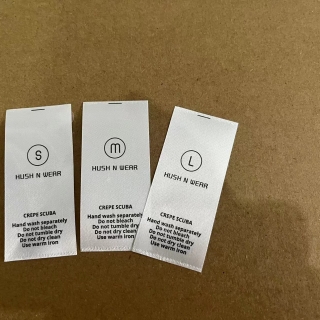 S
HUSH N WEAR
CREPE SCUBA
Hand wash separately
Do not bleach
Do not tumble dry
Do not dry clean
Use warm iron
M
HUSH N WEAR
CREPE SCUBA
Hand wash separately
Do not bleach
Do not tumble dry
Do not dry clean
Use warm iron
L
HUSH N WEAR
CREPE SCUBA
Hand wash separately
Do not bleach
Do not tumble dry
Do not dry clean
Use warm iron